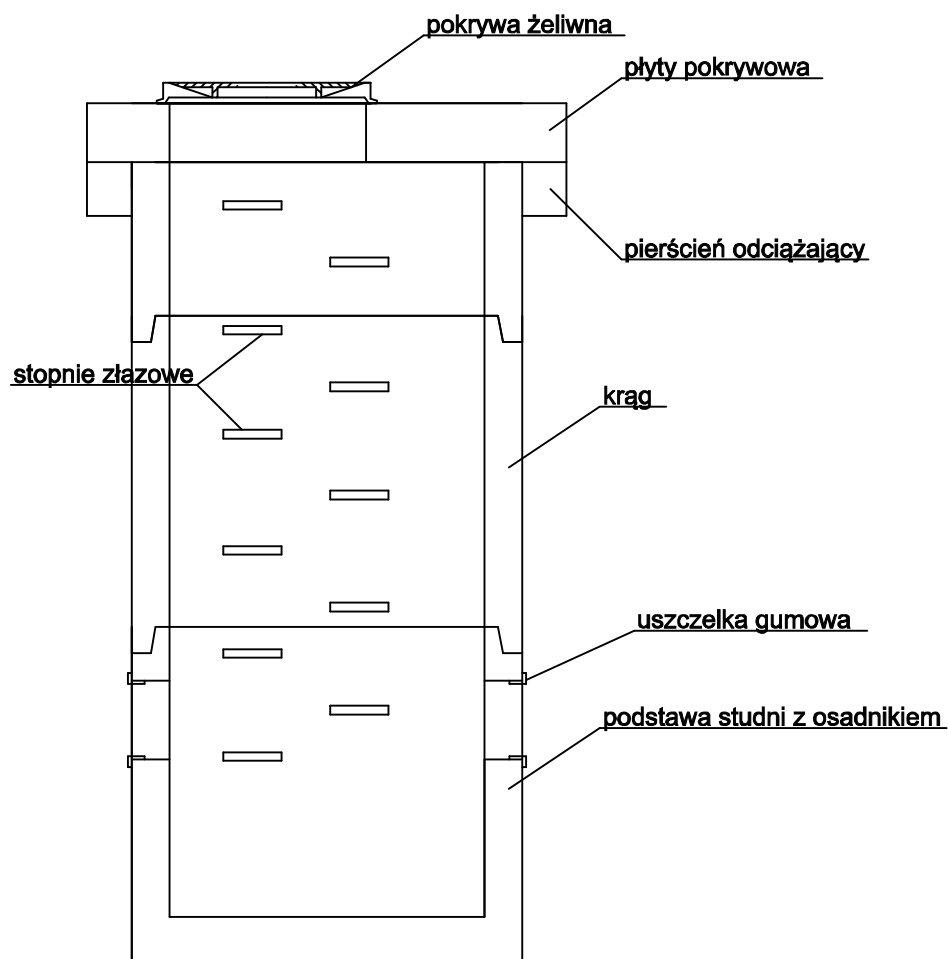 pokrywa żeliwna
płyty pokrywowa
pierścień odciążający
stopnie złazowe
krąg
uszczelka gumowa
podstawa studni z osadnikiem